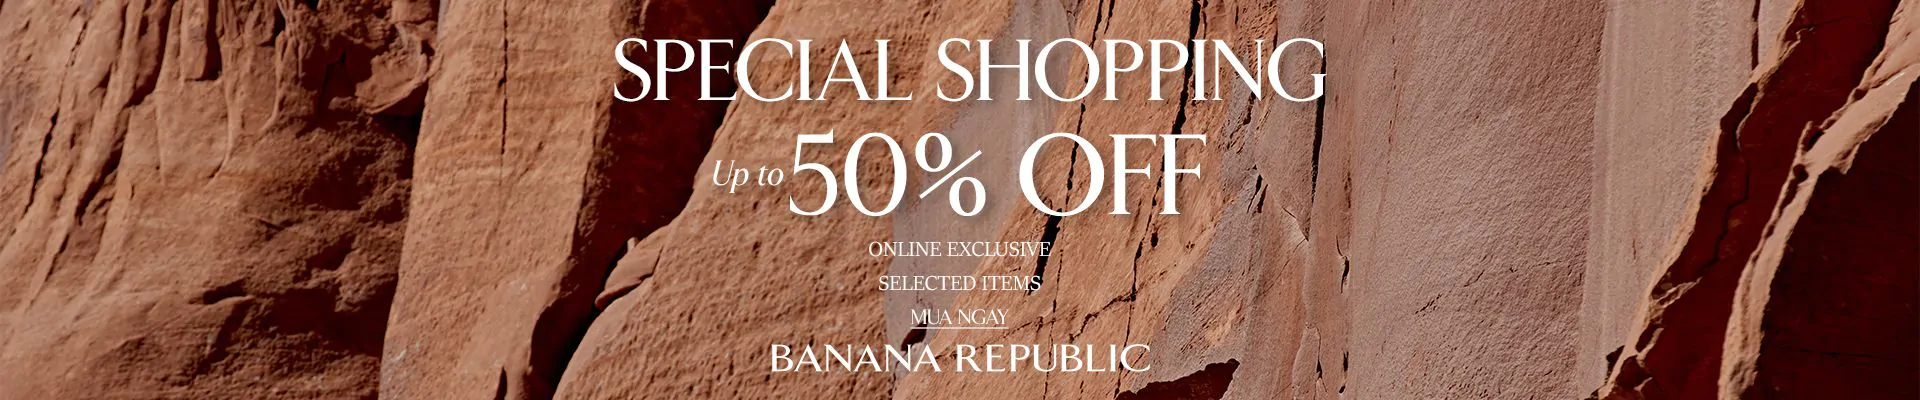 SPECIAL SHOPPING
Up to 50% OFF
ONLINE EXCLUSIVE
SELECTED ITEMS
MUA NGAY
BANANA REPUBLIC